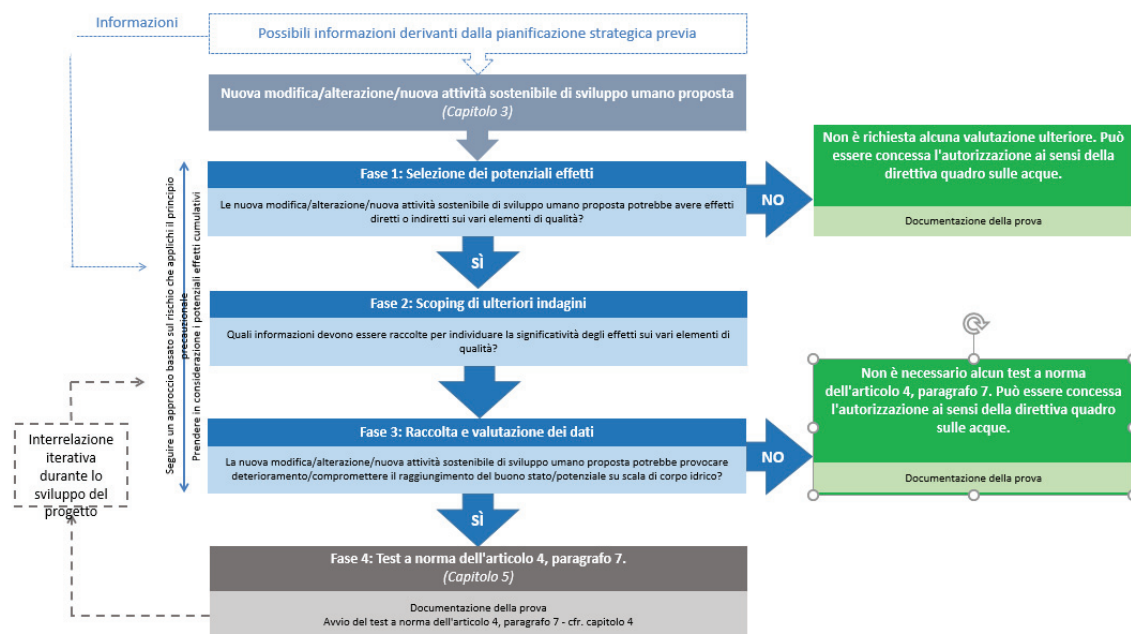 Informazioni
Possibili informazioni derivanti dalla pianificazione strategica previa
Nuova modifica/alterazione/nuova attività sostenibile di sviluppo umano proposta
(Capitolo 3)
Fase 1: Selezione dei potenziali effetti
Le nuova modifica/alterazione/nuova attività sostenibile di sviluppo umano proposta potrebbe avere effetti
diretti o indiretti sui vari elementi di qualità?
NO
Non è richiesta alcuna valutazione ulteriore. Può
essere concessa l'autorizzazione ai sensi della
direttiva quadro sulle acque.
Documentazione della prova
SÌ
Seguire un approccio basato sul rischio che applichi il principio
precauzionale
Prendere in considerazione i potenziali effetti cumulativi
Fase 2: Scoping di ulteriori indagini
Quali informazioni devono essere raccolte per individuare la significatività degli effetti sui vari elementi di
qualità?
Fase 3: Raccolta e valutazione dei dati
La nuova modifica/alterazione/nuova attività sostenibile di sviluppo umano proposta potrebbe provocare
deterioramento/compromettere il raggiungimento del buono stato/potenziale su scala di corpo idrico?
NO
Non è necessario alcun test a norma
dell'articolo 4, paragrafo 7. Può essere concessa
l'autorizzazione ai sensi della direttiva quadro
sulle acque.
Documentazione della prova
Interrelazione
iterativa
durante lo
sviluppo del
progetto
SÌ
Fase 4: Test a norma dell'articolo 4, paragrafo 7.
(Capitolo 5)
Documentazione della prova
Avvio del test a norma dell'articolo 4, paragrafo 7 - cfr. capitolo 4